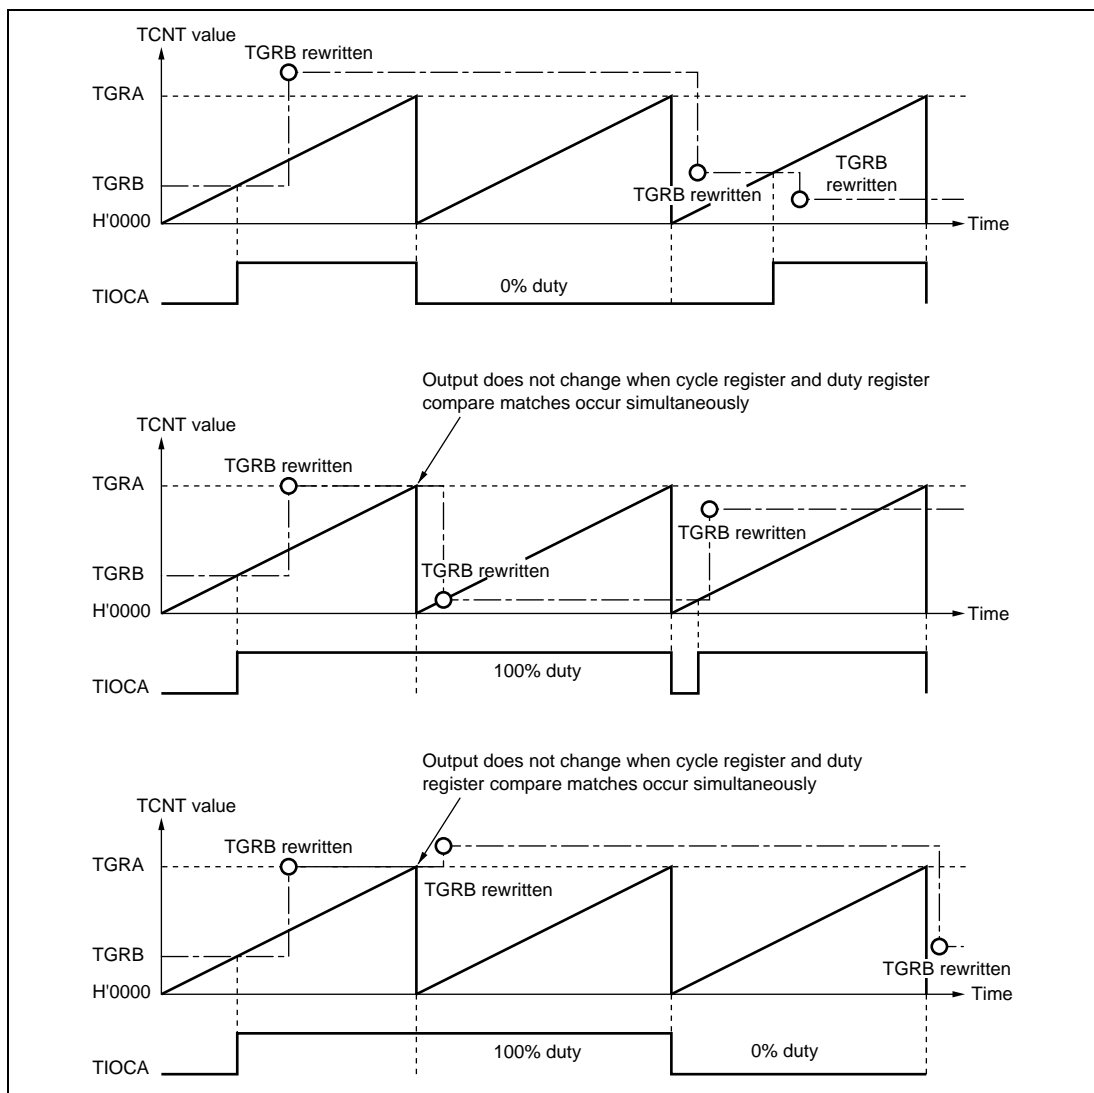 TCNT value
TGRB rewritten
TGRA
TGRB
rewritten
TGRB
TGRB rewritten
H'0000
Time
TIOCA
0% duty
Output does not change when cycle register and duty register
compare matches occur simultaneously
TCNT value
TGRB rewritten
TGRA
TGRB rewritten
TGRB
TGRB rewritten
H'0000
Time
100% duty
TIOCA
Output does not change when cycle register and duty
register compare matches occur simultaneously
TCNT value
TGRB rewritten
TGRA
TGRB rewritten
TGRB
TGRB rewritten
H'0000
Time
100% duty
0% duty
TIOCA